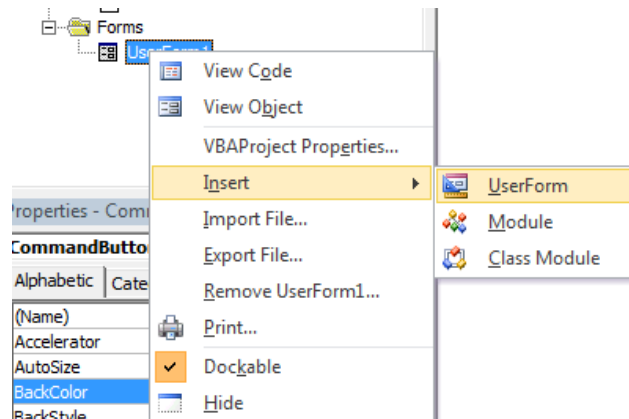 Forms
UserForm1
View Code
View Object
VBAProject Properties...
Insert
UserForm
Import File...
Module
Export File...
Class Module
Remove UserForm1...
Print...
Dockable
Hide
Properties - Comm
CommandButto
Alphabetic Cate
(Name)
Accelerator
AutoSize
BackColor
BackStyle